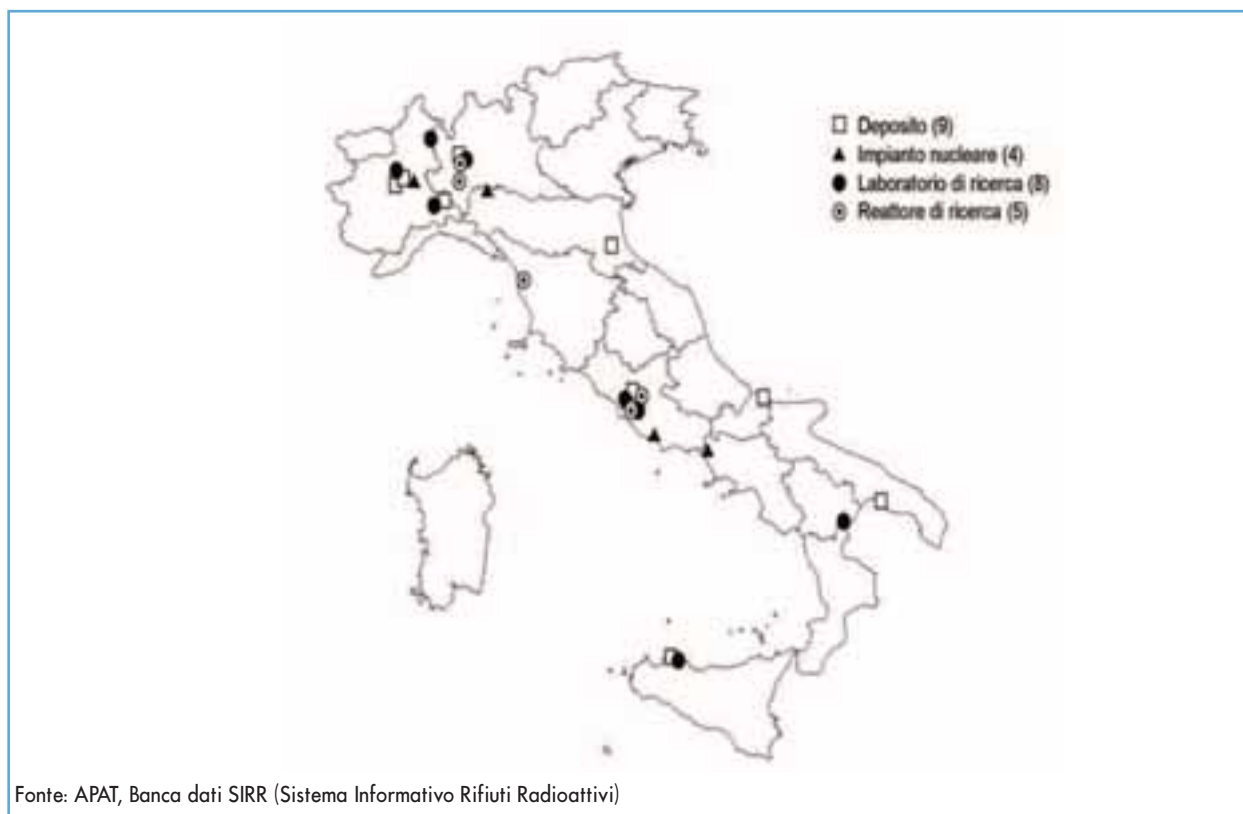 Deposito (9)
Impianto nucleare (4)
Laboratorio di ricerca (8)
Reattore di ricerca (5)
Fonte: APAT, Banca dati SIRR (Sistema Informativo Rifiuti Radioattivi)